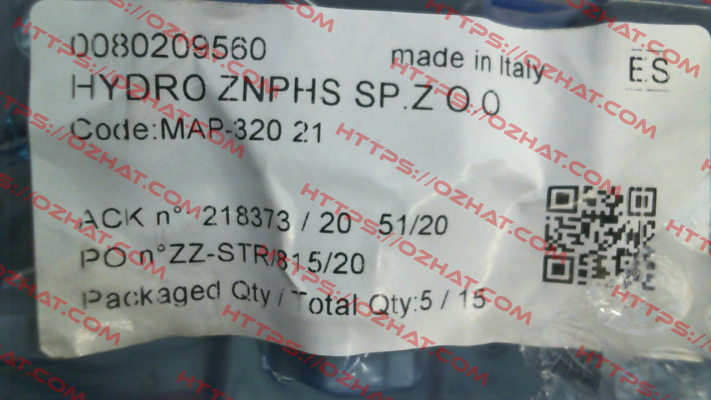 0080209560 made in Italy ES
HYDRO ZNPHS SP.Z O.O
Code:MAP-320 21
ACK n° 218373 / 20 51/20
PO n°ZZ-STR/815/20
Packaged Qty / Total Qty:5 / 15
HTTPS://OZHAT.COM